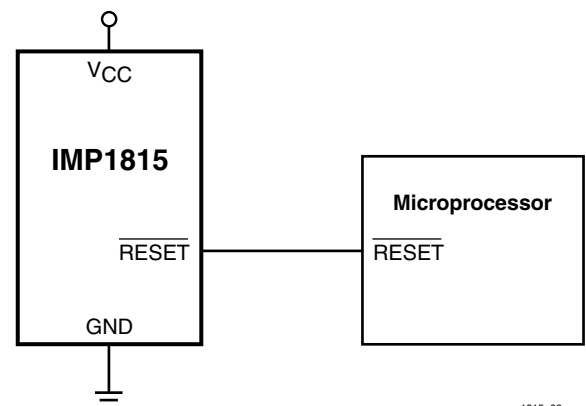 VCC
IMP1815
Microprocessor
RESET
RESET
GND